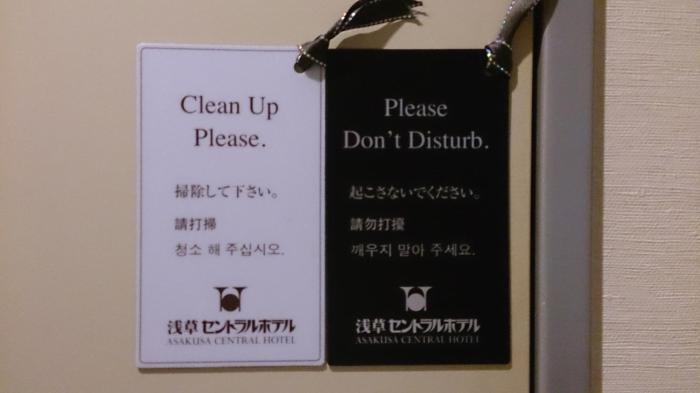 Clean Up
Please.
掃除して下さい。
請打掃
청소 해 주십시오.
浅草セントラルホテル
ASAKUSA CENTRAL HOTEL
Please
Don't Disturb.
起こさないでください。
請勿打擾
깨우지 말아 주세요.
浅草セントラルホテル
ASAKUSA CENTRAL HOTEL